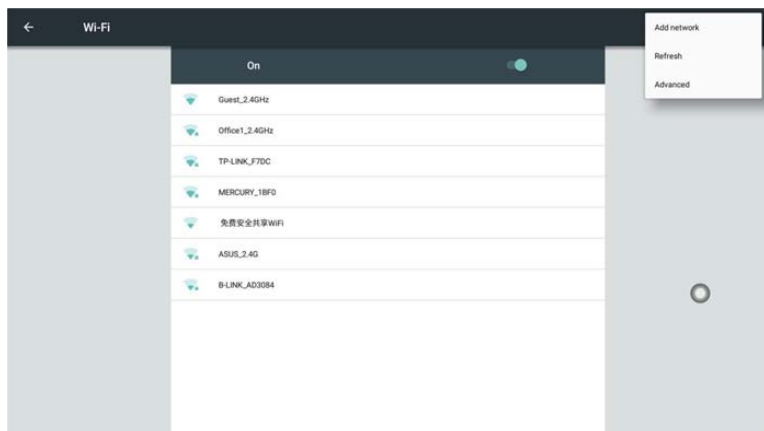 Wi-Fi
Add network
Refresh
Advanced
On
Guest_2.4GHz
Office1_2.4GHz
TP-LINK_F7DC
MERCURY_1BF0
免费安全共享WiFi
ASUS_2.4G
B-LINK_AD3084